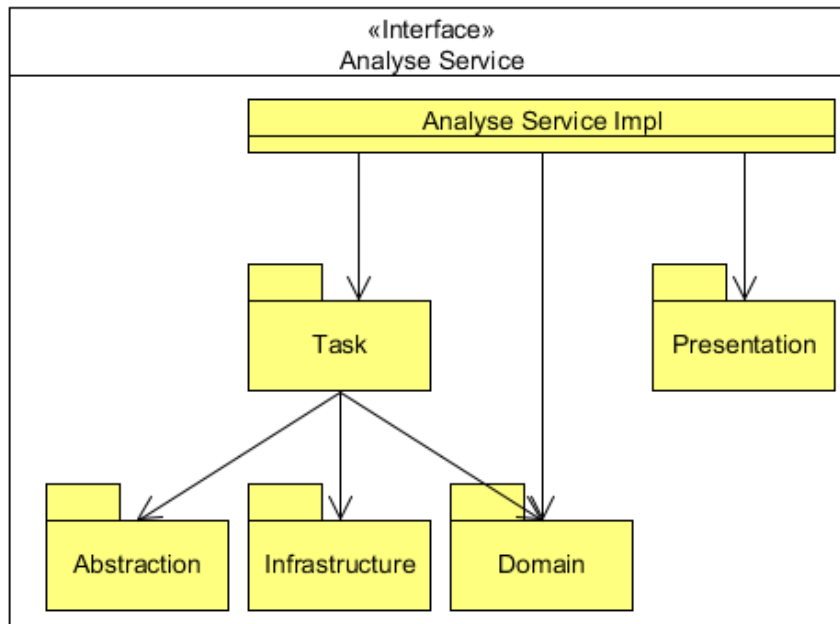 «Interface»
Analyse Service
Analyse Service Impl
Task
Presentation
Abstraction
Infrastructure
Domain